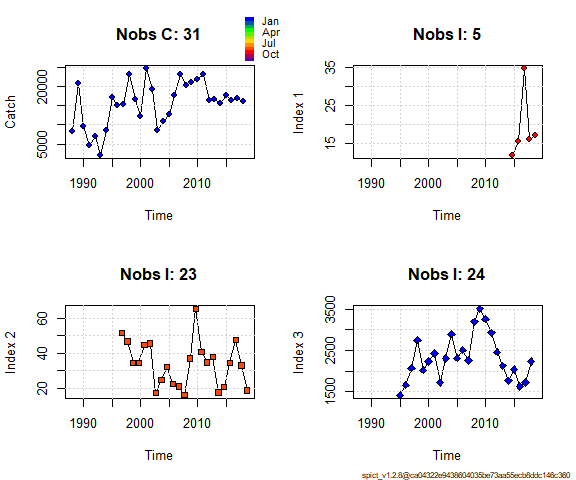 Nobs C: 31
Jan
Apr
Jul
Oct
Catch
5000 20000
1990 2000 2010
Time
Nobs I: 5
Index 1
15 25 35
1990 2000 2010
Time
Nobs I: 23
Index 2
20 40 60
1990 2000 2010
Time
Nobs I: 24
Index 3
1500 2500 3500
1990 2000 2010
Time
spict_v1.2.8@ca04322e9438604035be73aa55ecb6ddc146c360